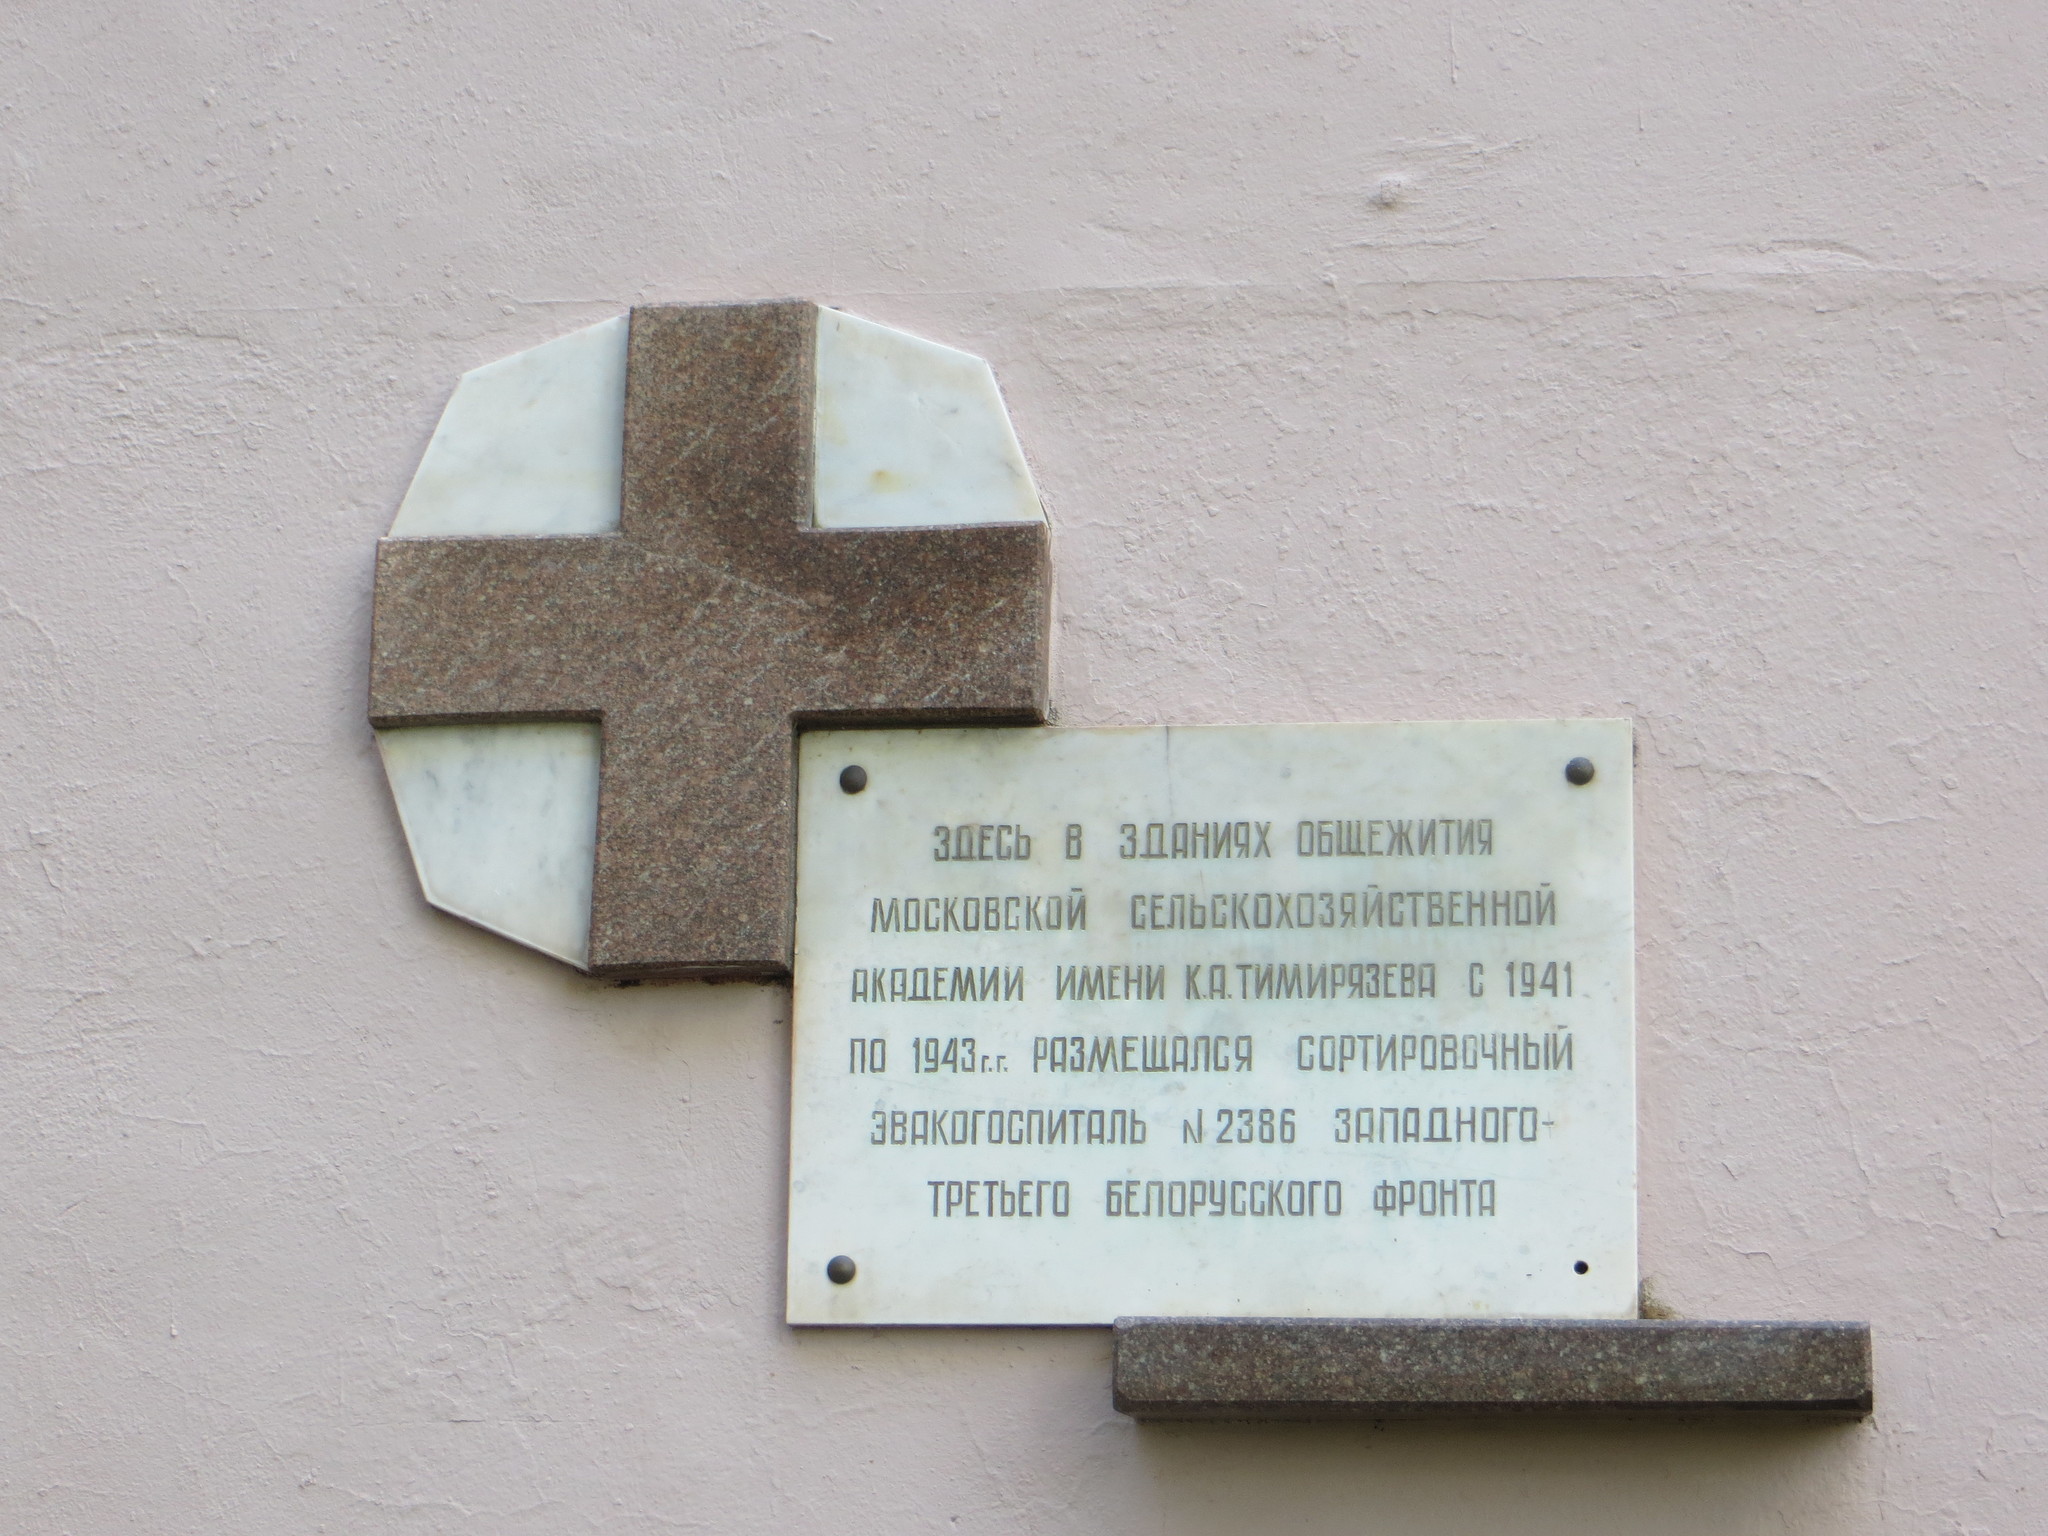 ЗДЕСЬ В ЗДАНИЯХ ОБЩЕЖИТИЯ
МОСКОВСКОЙ СЕЛЬСКОХОЗЯЙСТВЕННОЙ
АКАДЕМИИ ИМЕНИ К.А.ТИМИРЯЗЕВА С 1941
ПО 1943г.г. РАЗМЕЩАЛСЯ СОРТИРОВОЧНЫЙ
ЭВАКОГОСПИТАЛЬ N 2386 ЗАПАДНОГО-
ТРЕТЬЕГО БЕЛОРУССКОГО ФРОНТА